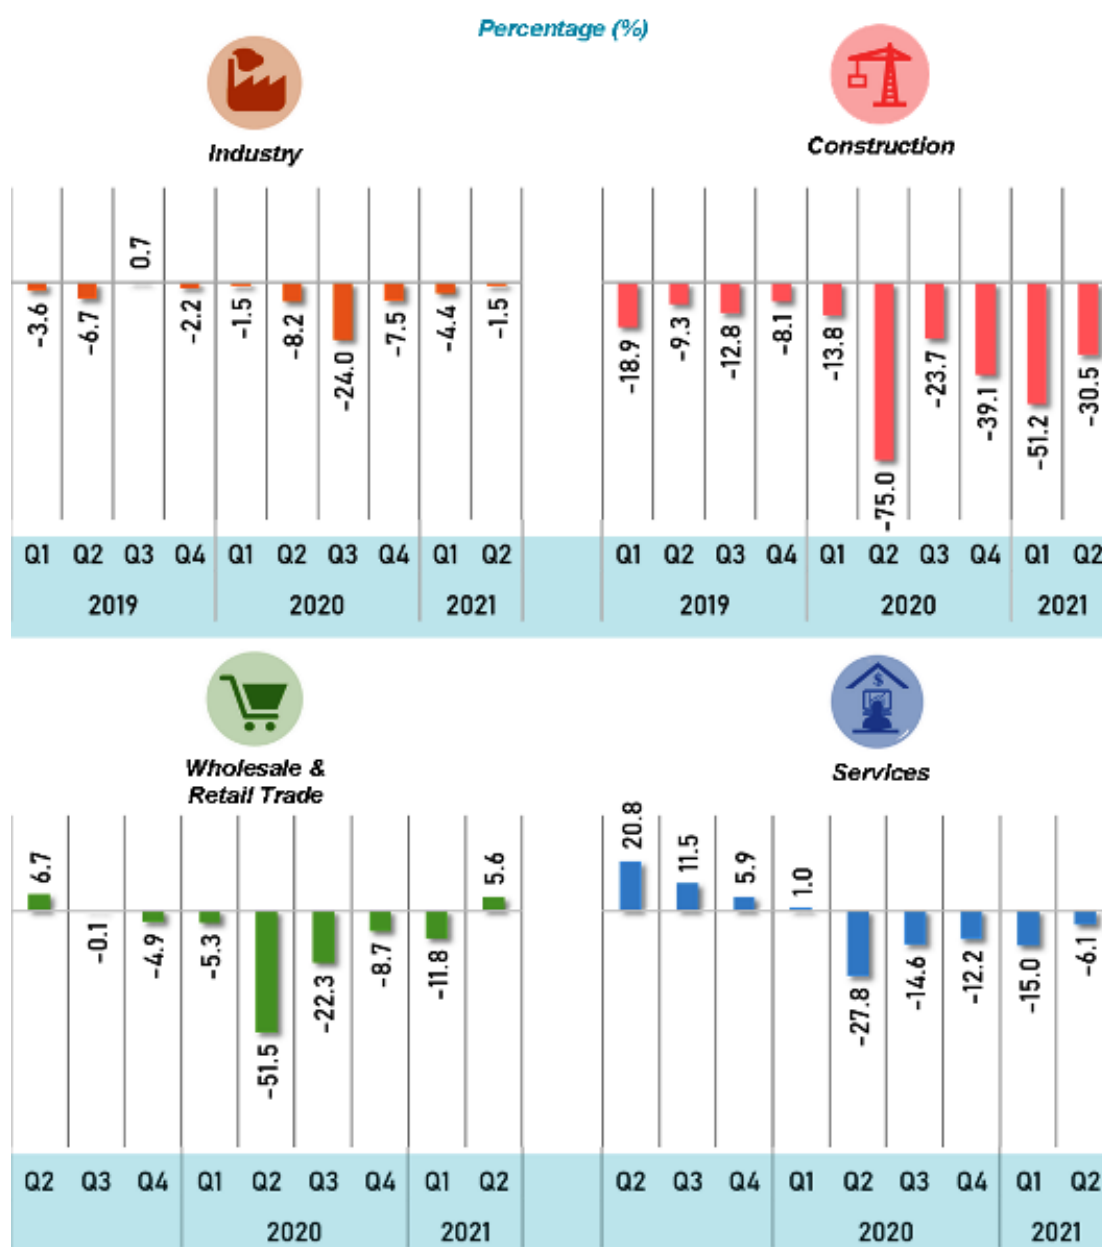 Percentage (%)
Industry
Construction
-3.6 -6.7 0.7 -2.2 -1.5 -8.2 -24.0 -7.5 -4.4 -1.5
-18.9 -9.3 -12.8 -8.1 -13.8 -75.0 -23.7 -39.1 -51.2 -30.5
Q1 Q2 Q3 Q4 Q1 Q2 Q3 Q4 Q1 Q2
Q1 Q2 Q3 Q4 Q1 Q2 Q3 Q4 Q1 Q2
2019 2020 2021
2019 2020 2021
Wholesale &
Retail Trade
$
Services
6.7 -0.1 -4.9 -5.3 -51.5 -22.3 -8.7 -11.8 5.6
20.8 11.5 5.9 1.0 -27.8 -14.6 -12.2 -15.0 -6.1
Q2 Q3 Q4 Q1 Q2 Q3 Q4 Q1 Q2
Q2 Q3 Q4 Q1 Q2 Q3 Q4 Q1 Q2
2020 2021
2020 2021